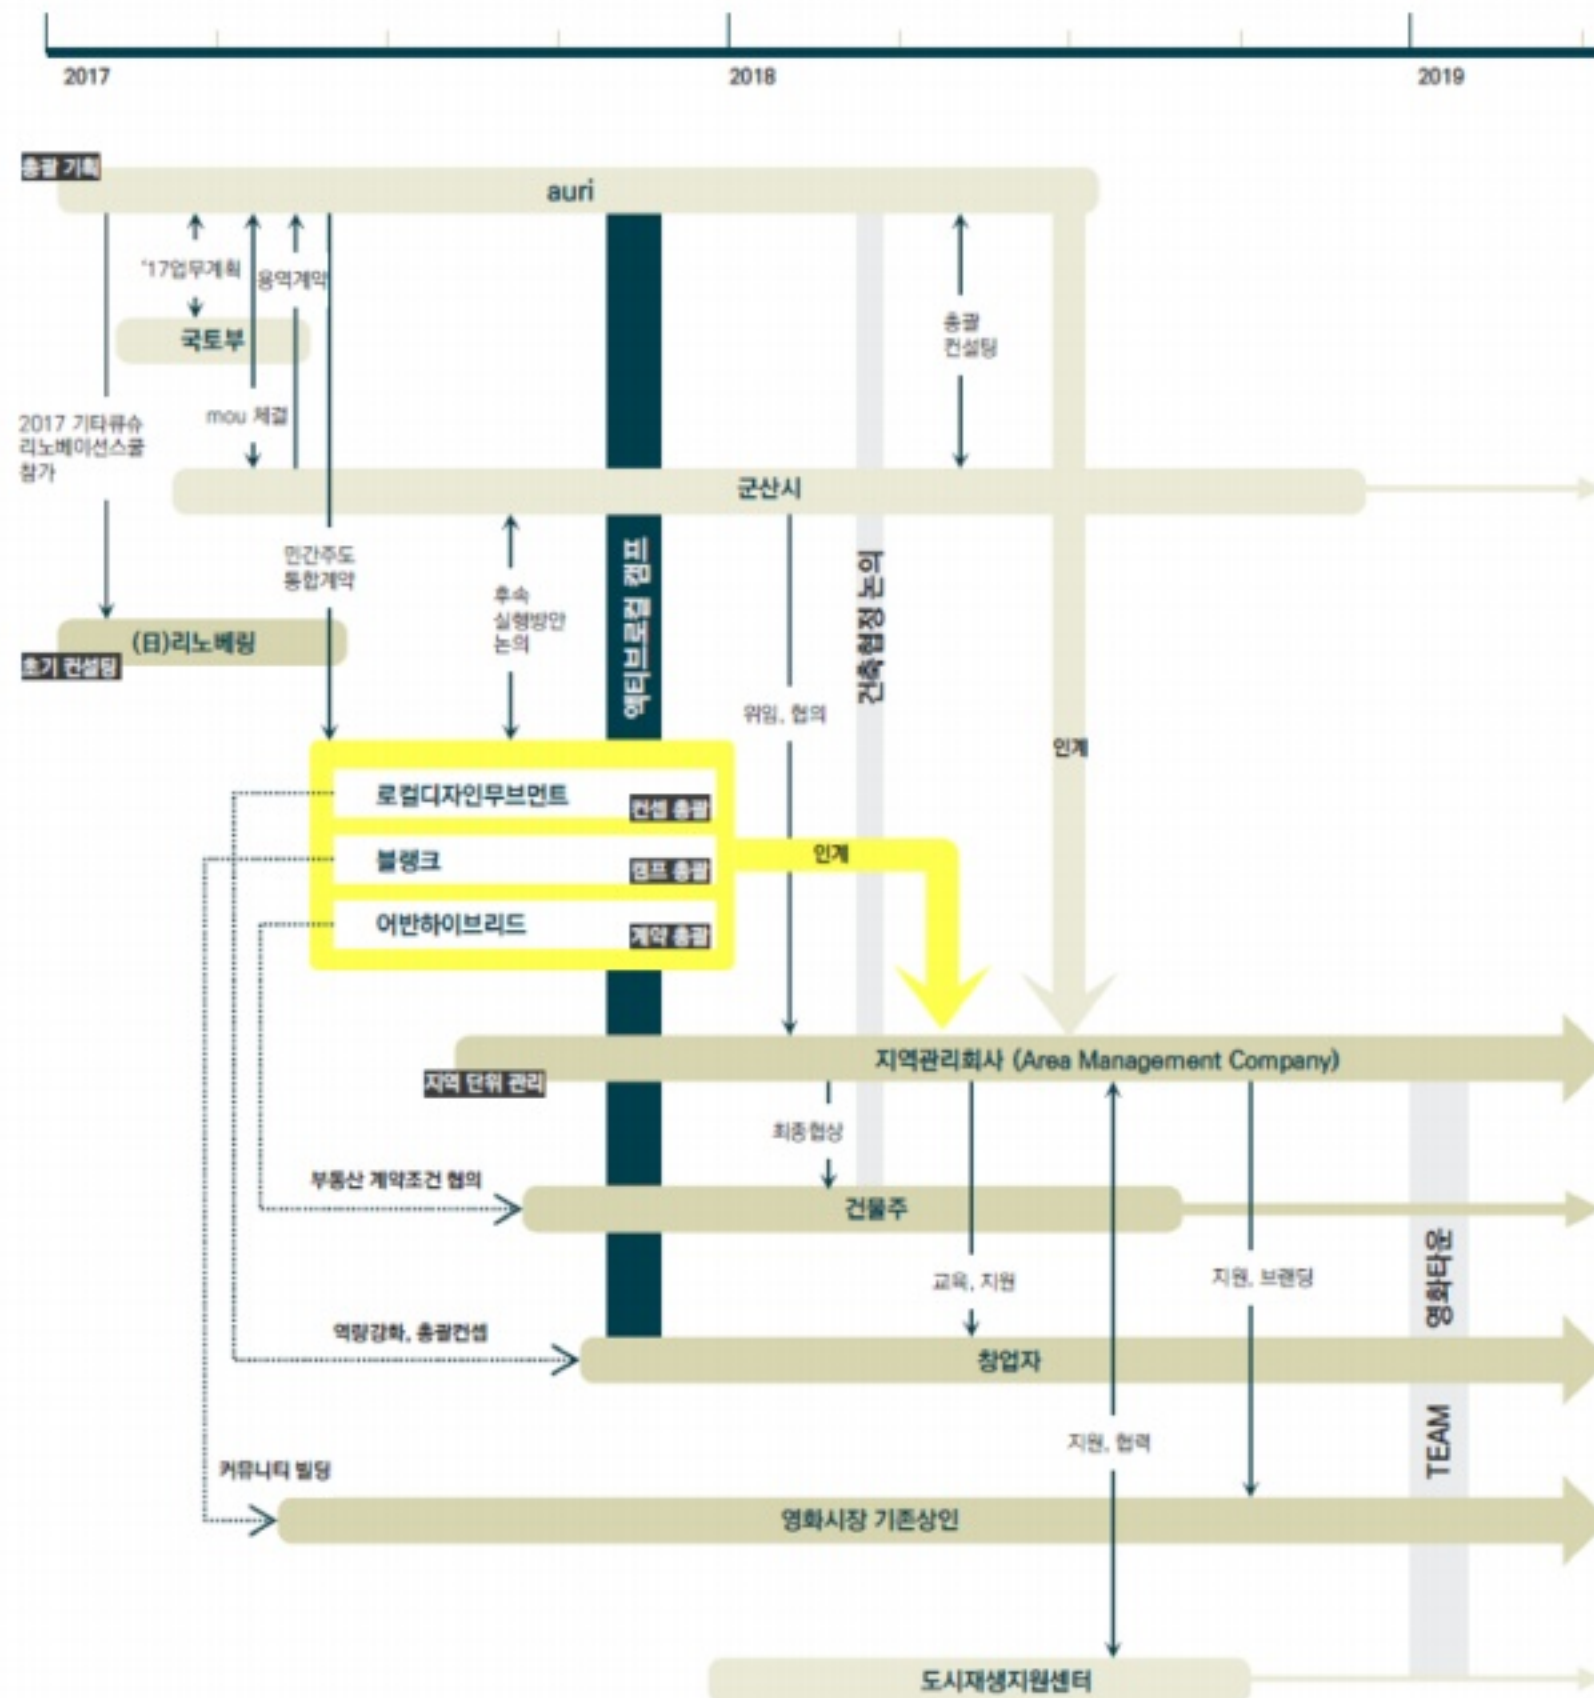 2017
2018
2019
총괄 기획
auri
'17업무계획
용역계약
국토부
총괄
컨설팅
mou 체결
2017 기타큐슈
리노베이션스쿨
참가
군산시
민간주도
통합계약
후속
실행방안
논의
액티브로컬 캠프
건축협정 논의
(日)리노베링
초기 컨설팅
위임, 협의
인계
로컬디자인무브먼트
컨셉 총괄
블랭크
캠프 총괄
인계
어반하이브리드
계약 총괄
지역관리회사 (Area Management Company)
지역 단위 관리
최종협상
부동산 계약조건 협의
건물주
교육, 지원
지원, 브랜딩
역량강화, 총괄컨셉
창업자
TEAM 영화타운
지원, 협력
커뮤니티 빌딩
영화시장 기존상인
도시재생지원센터